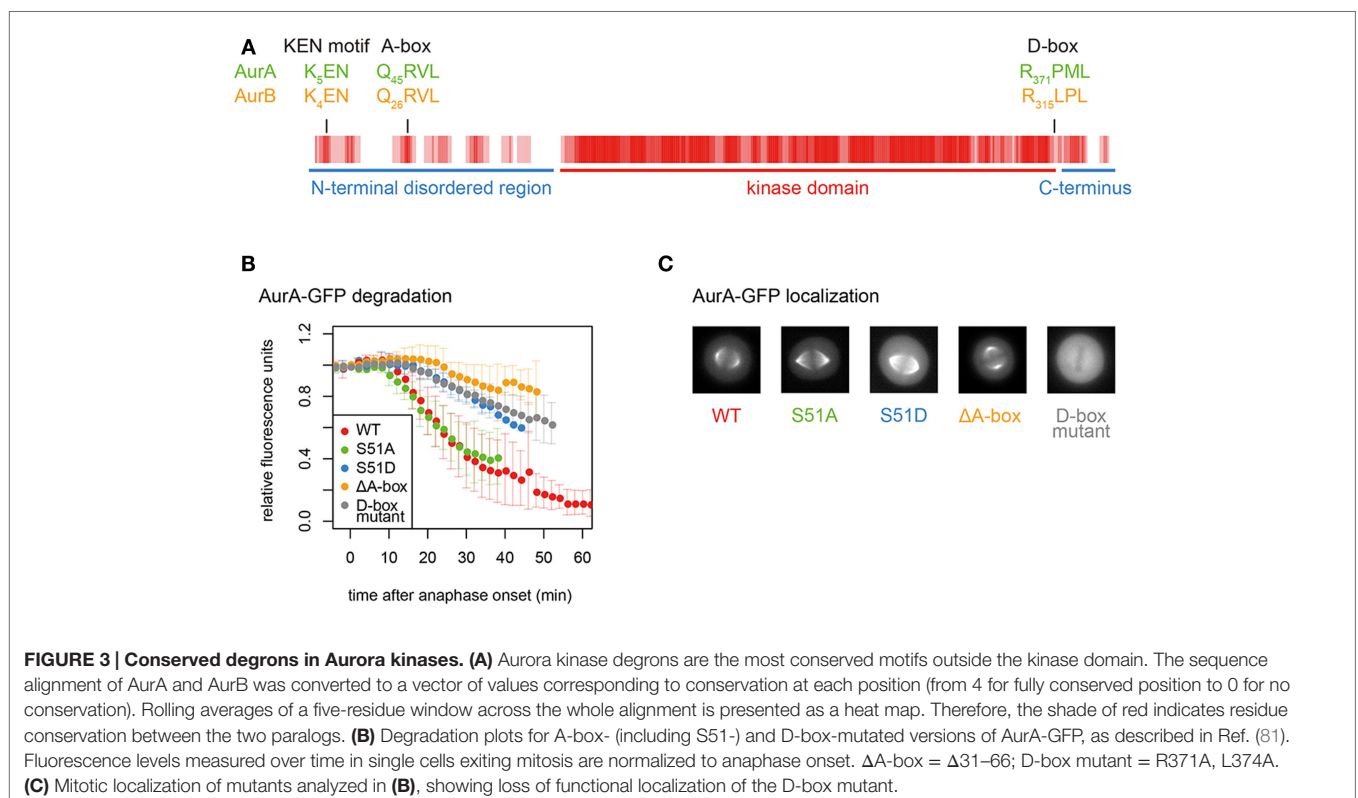 A KEN motif A-box D-box
AurA K₅EN Q₄₅RVL R₃₇₁PML
AurB K₄EN Q₂₆RVL R₃₁₅LPL
N-terminal disordered region kinase domain C-terminus
B
AurA-GFP degradation
relative fluorescence units
1.2
0.8
0.4
0.0
WT
S51A
S51D
ΔA-box
D-box
mutant
0 10 20 30 40 50 60
time after anaphase onset (min)
C
AurA-GFP localization
WT S51A S51D ΔA-box D-box
mutant
FIGURE 3 | Conserved degrons in Aurora kinases. (A) Aurora kinase degrons are the most conserved motifs outside the kinase domain. The sequence
alignment of AurA and AurB was converted to a vector of values corresponding to conservation at each position (from 4 for fully conserved position to 0 for no
conservation). Rolling averages of a five-residue window across the whole alignment is presented as a heat map. Therefore, the shade of red indicates residue
conservation between the two paralogs. (B) Degradation plots for A-box- (including S51-) and D-box-mutated versions of AurA-GFP, as described in Ref. (81).
Fluorescence levels measured over time in single cells exiting mitosis are normalized to anaphase onset. ΔA-box = Δ31–66; D-box mutant = R371A, L374A.
(C) Mitotic localization of mutants analyzed in (B), showing loss of functional localization of the D-box mutant.